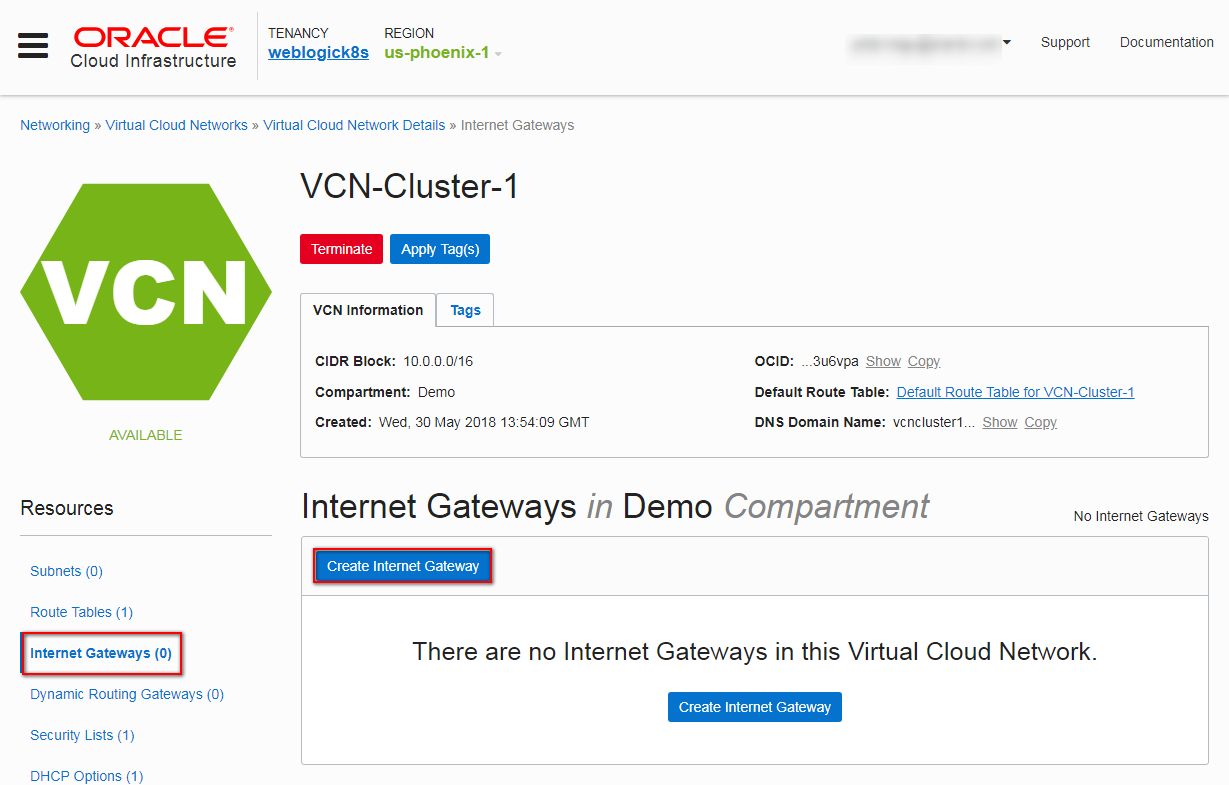 ORACLE®
Cloud Infrastructure
TENANCY
weblogick8s
REGION
us-phoenix-1
Support
Documentation
Networking » Virtual Cloud Networks » Virtual Cloud Network Details » Internet Gateways
VCN
AVAILABLE
VCN-Cluster-1
Terminate
Apply Tag(s)
VCN Information
Tags
CIDR Block: 10.0.0.0/16
Compartment: Demo
Created: Wed, 30 May 2018 13:54:09 GMT
OCID: ...3u6vpa Show Copy
Default Route Table: Default Route Table for VCN-Cluster-1
DNS Domain Name: vcncluster1... Show Copy
Resources
Subnets (0)
Route Tables (1)
Internet Gateways (0)
Dynamic Routing Gateways (0)
Security Lists (1)
DHCP Options (1)
Internet Gateways in Demo Compartment
No Internet Gateways
Create Internet Gateway
There are no Internet Gateways in this Virtual Cloud Network.
Create Internet Gateway